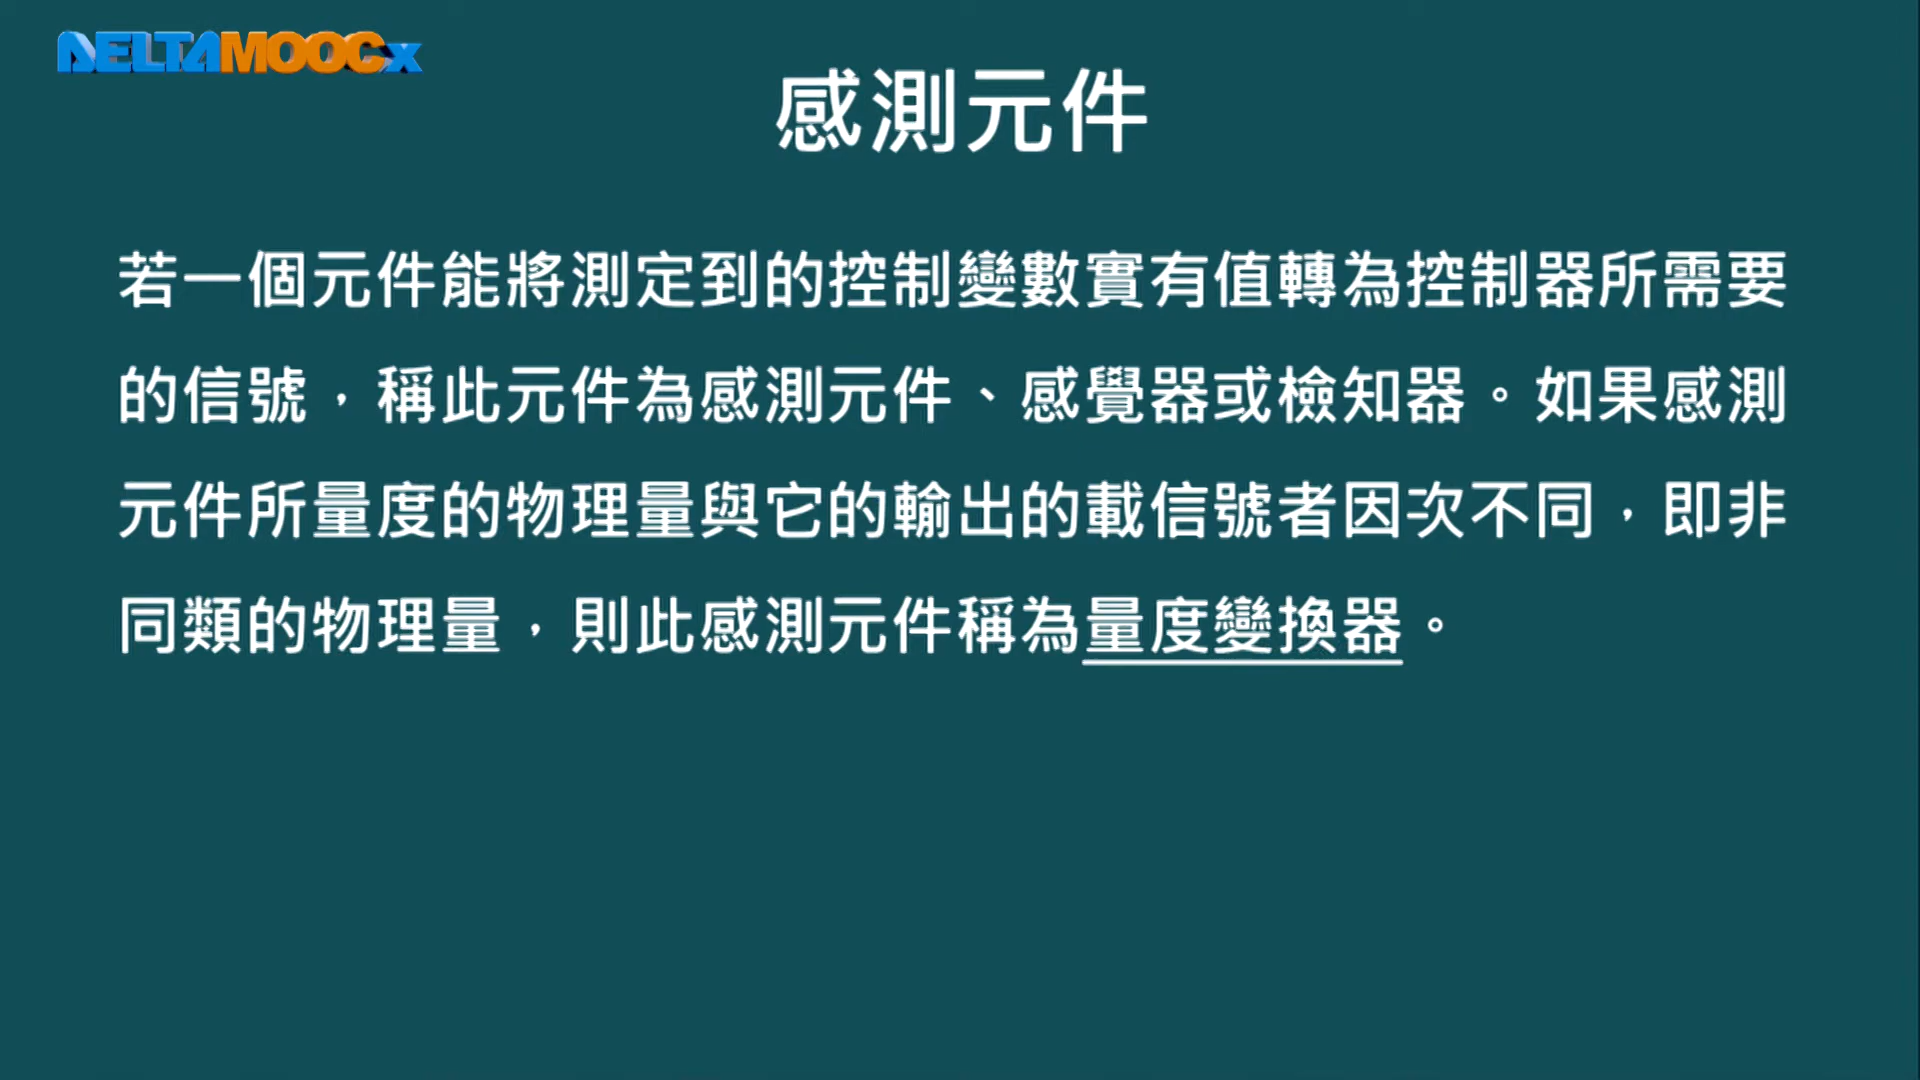 DELTAMOOCx
感測元件
若一個元件能將測定到的控制變數實有值轉為控制器所需要
的信號，稱此元件為感測元件、感覺器或檢知器。如果感測
元件所量度的物理量與它的輸出的載信號者因次不同，即非
同類的物理量，則此感測元件稱為量度變換器。